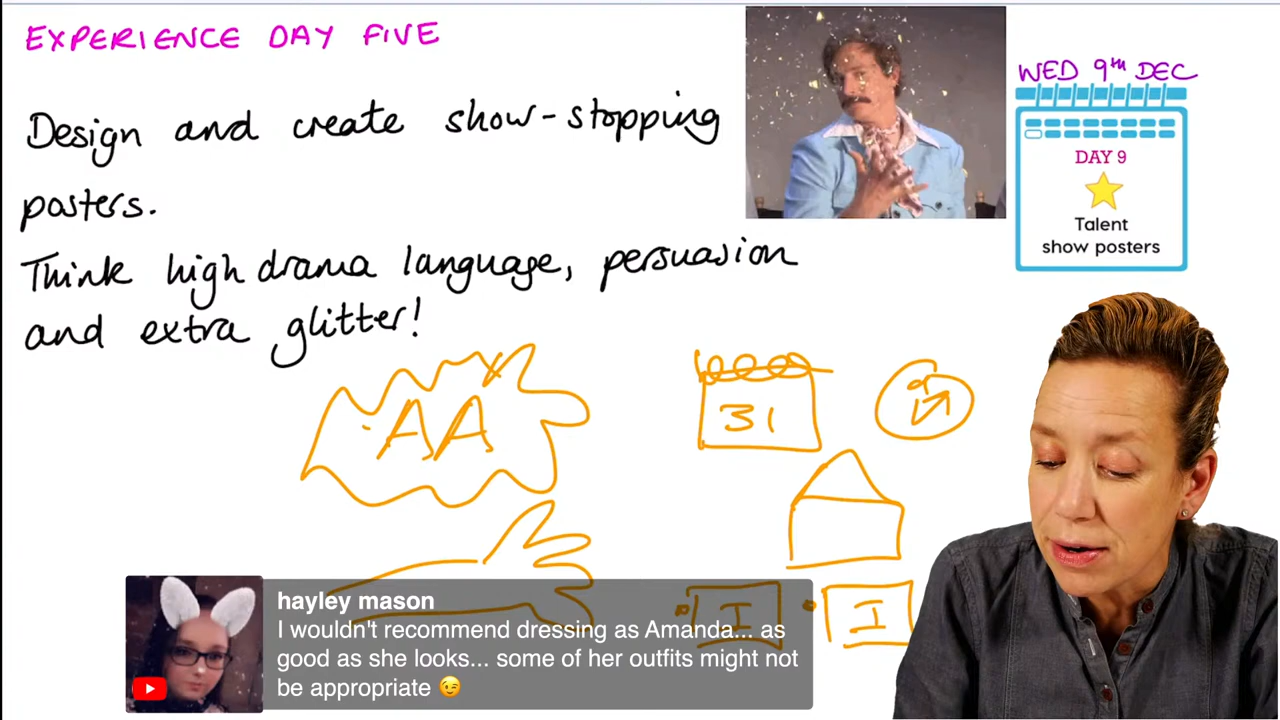 EXPERIENCE DAY FIVE
Design and create show-stopping
posters.
Think high drama language, persuasion
and extra glitter!
WED 9th DEC
DAY 9
Talent
show posters
AA
31
I
I
hayley mason
I wouldn't recommend dressing as Amanda... as
good as she looks... some of her outfits might not
be appropriate 😉